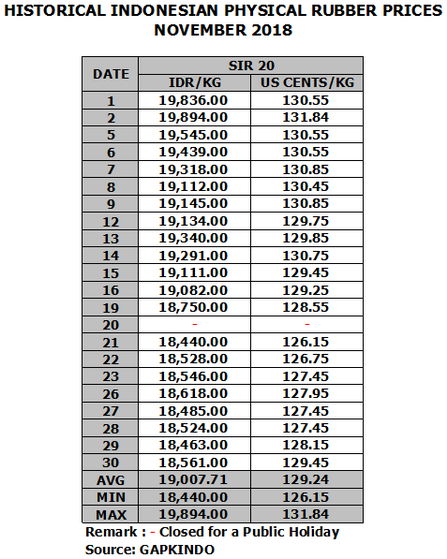 HISTORICAL INDONESIAN PHYSICAL RUBBER PRICES
NOVEMBER 2018
DATE SIR 20
IDR/KG US CENTS/KG
1 19,836.00 130.55
2 19,894.00 131.84
5 19,545.00 130.55
6 19,439.00 130.55
7 19,318.00 130.85
8 19,112.00 130.45
9 19,145.00 130.85
12 19,134.00 129.75
13 19,340.00 129.85
14 19,291.00 130.75
15 19,111.00 129.45
16 19,082.00 129.25
19 18,750.00 128.55
20 - -
21 18,440.00 126.15
22 18,528.00 126.75
23 18,546.00 127.45
26 18,618.00 127.95
27 18,485.00 127.45
28 18,524.00 127.45
29 18,463.00 128.15
30 18,561.00 129.45
AVG 19,007.71 129.24
MIN 18,440.00 126.15
MAX 19,894.00 131.84
Remark : - Closed for a Public Holiday
Source: GAPKINDO